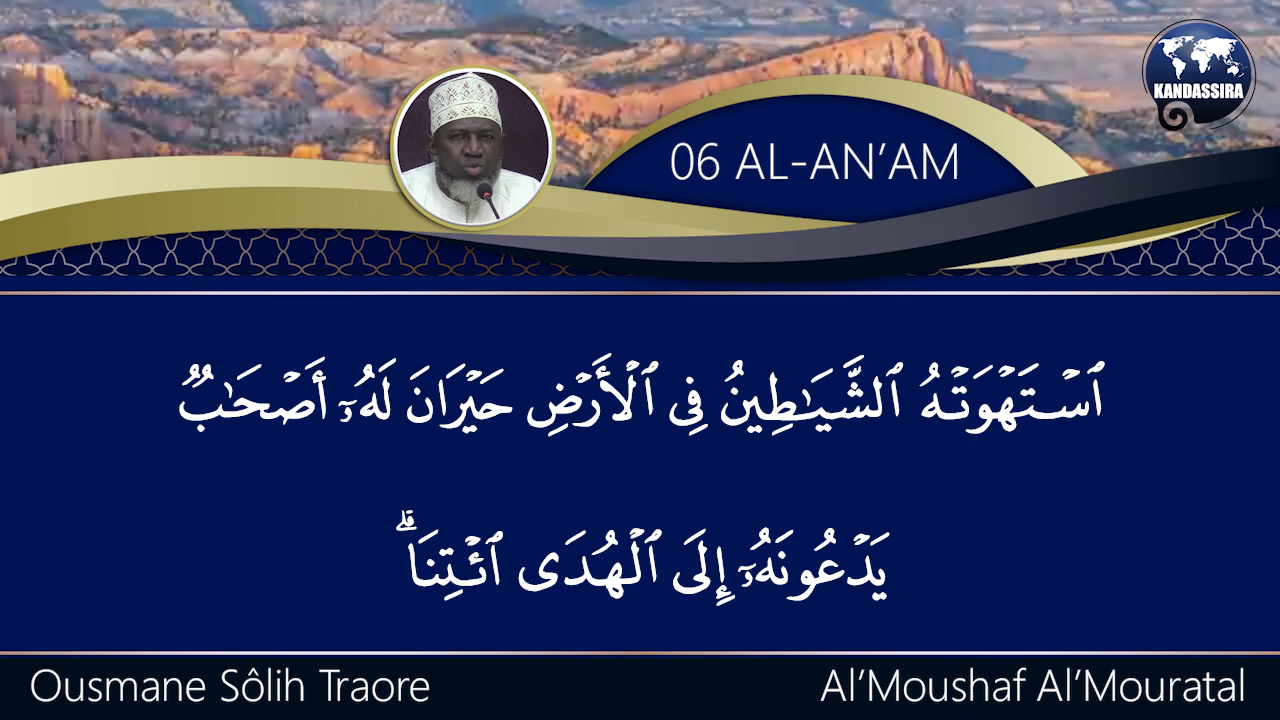 KANDASSIRA
06 AL-AN’AM
ٱسْتَهْوَتْهُ ٱلشَّيَـٰطِينُ فِى ٱلْأَرْضِ حَيْرَانَ لَهُۥٓ أَصْحَـٰبٌ
يَدْعُونَهُۥٓ إِلَى ٱلْهُدَى ٱئْتِنَا ۗ
Ousmane Sôlih Traore
Al’Moushaf Al’Mouratal